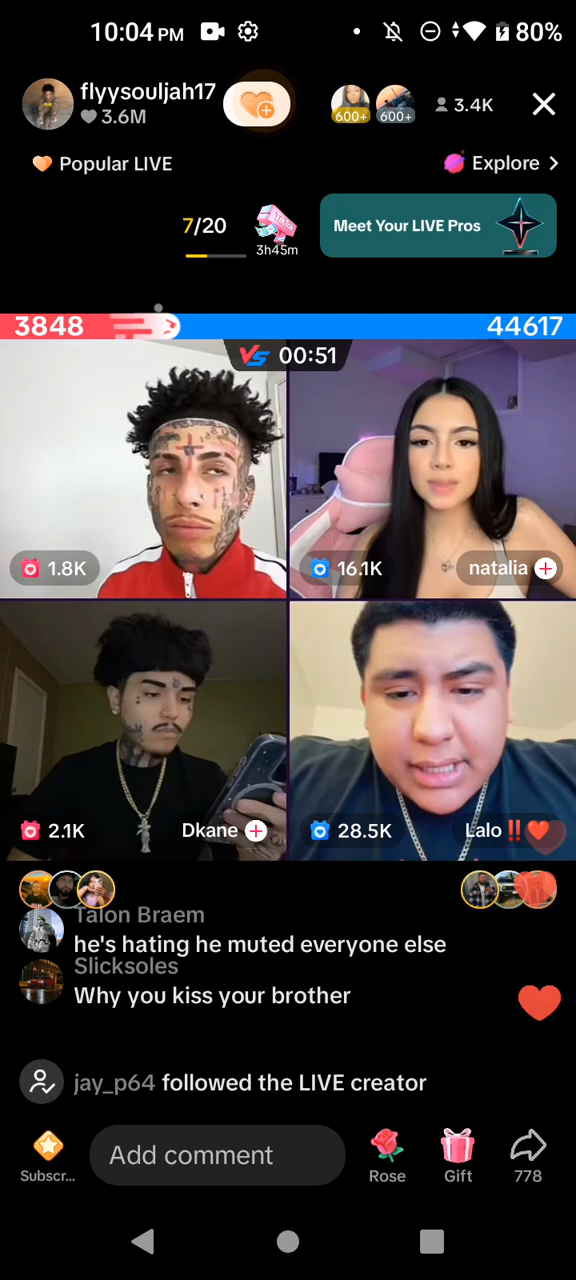 10:04 PM
80%
flyysouljah17
3.6M
600+
600+
3.4K
Popular LIVE
Explore
7/20
TikTok
3h45m
Meet Your LIVE Pros
3848
44617
VS 00:51
1.8K
16.1K
natalia
2.1K
Dkane
28.5K
Lalo ‼️❤️
Talon Braem
he's hating he muted everyone else
Slicksoles
Why you kiss your brother
jay_p64 followed the LIVE creator
Subscr...
Add comment
Rose
Gift
778